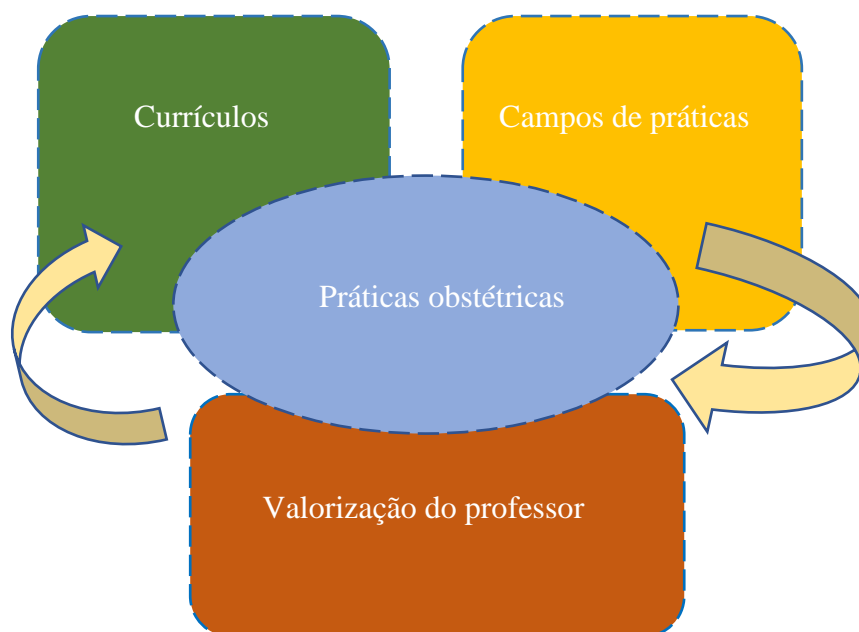 Currículos
Campos de práticas
Práticas obstétricas
Valorização do professor